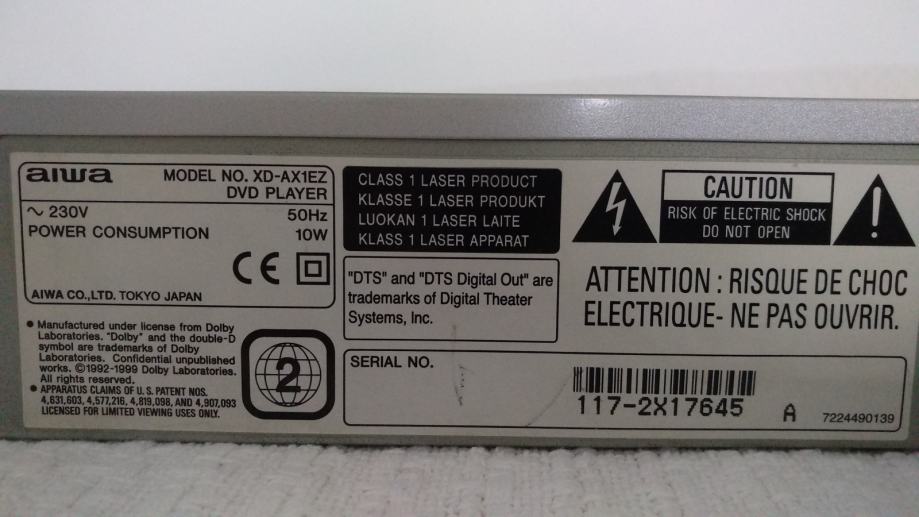 aiwa
MODEL NO. XD-AX1EZ
DVD PLAYER
~ 230V 50Hz
POWER CONSUMPTION 10W
CE
AIWA CO.,LTD. TOKYO JAPAN
• Manufactured under license from Dolby
Laboratories. "Dolby" and the double-D
symbol are trademarks of Dolby
Laboratories. Confidential unpublished
works. ©1992-1999 Dolby Laboratories.
All rights reserved.
• APPARATUS CLAIMS OF U.S. PATENT NOS.
4,631,603, 4,577,216, 4,819,098, AND 4,907,093
LICENSED FOR LIMITED VIEWING USES ONLY.
2
CLASS 1 LASER PRODUCT
KLASSE 1 LASER PRODUKT
LUOKAN 1 LASER LAITE
KLASS 1 LASER APPARAT
"DTS" and "DTS Digital Out" are
trademarks of Digital Theater
Systems, Inc.
CAUTION
RISK OF ELECTRIC SHOCK
DO NOT OPEN
!
ATTENTION : RISQUE DE CHOC
ELECTRIQUE- NE PAS OUVRIR.
SERIAL NO.
117-2X17645 A
7224490139